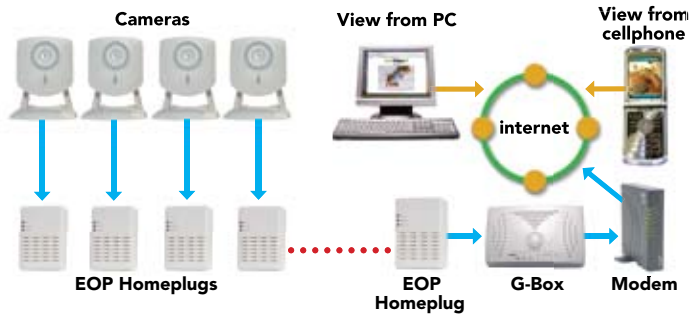 Cameras
View from PC
View from
cellphone
internet
EOP Homeplugs
EOP
Homeplug
G-Box
Modem